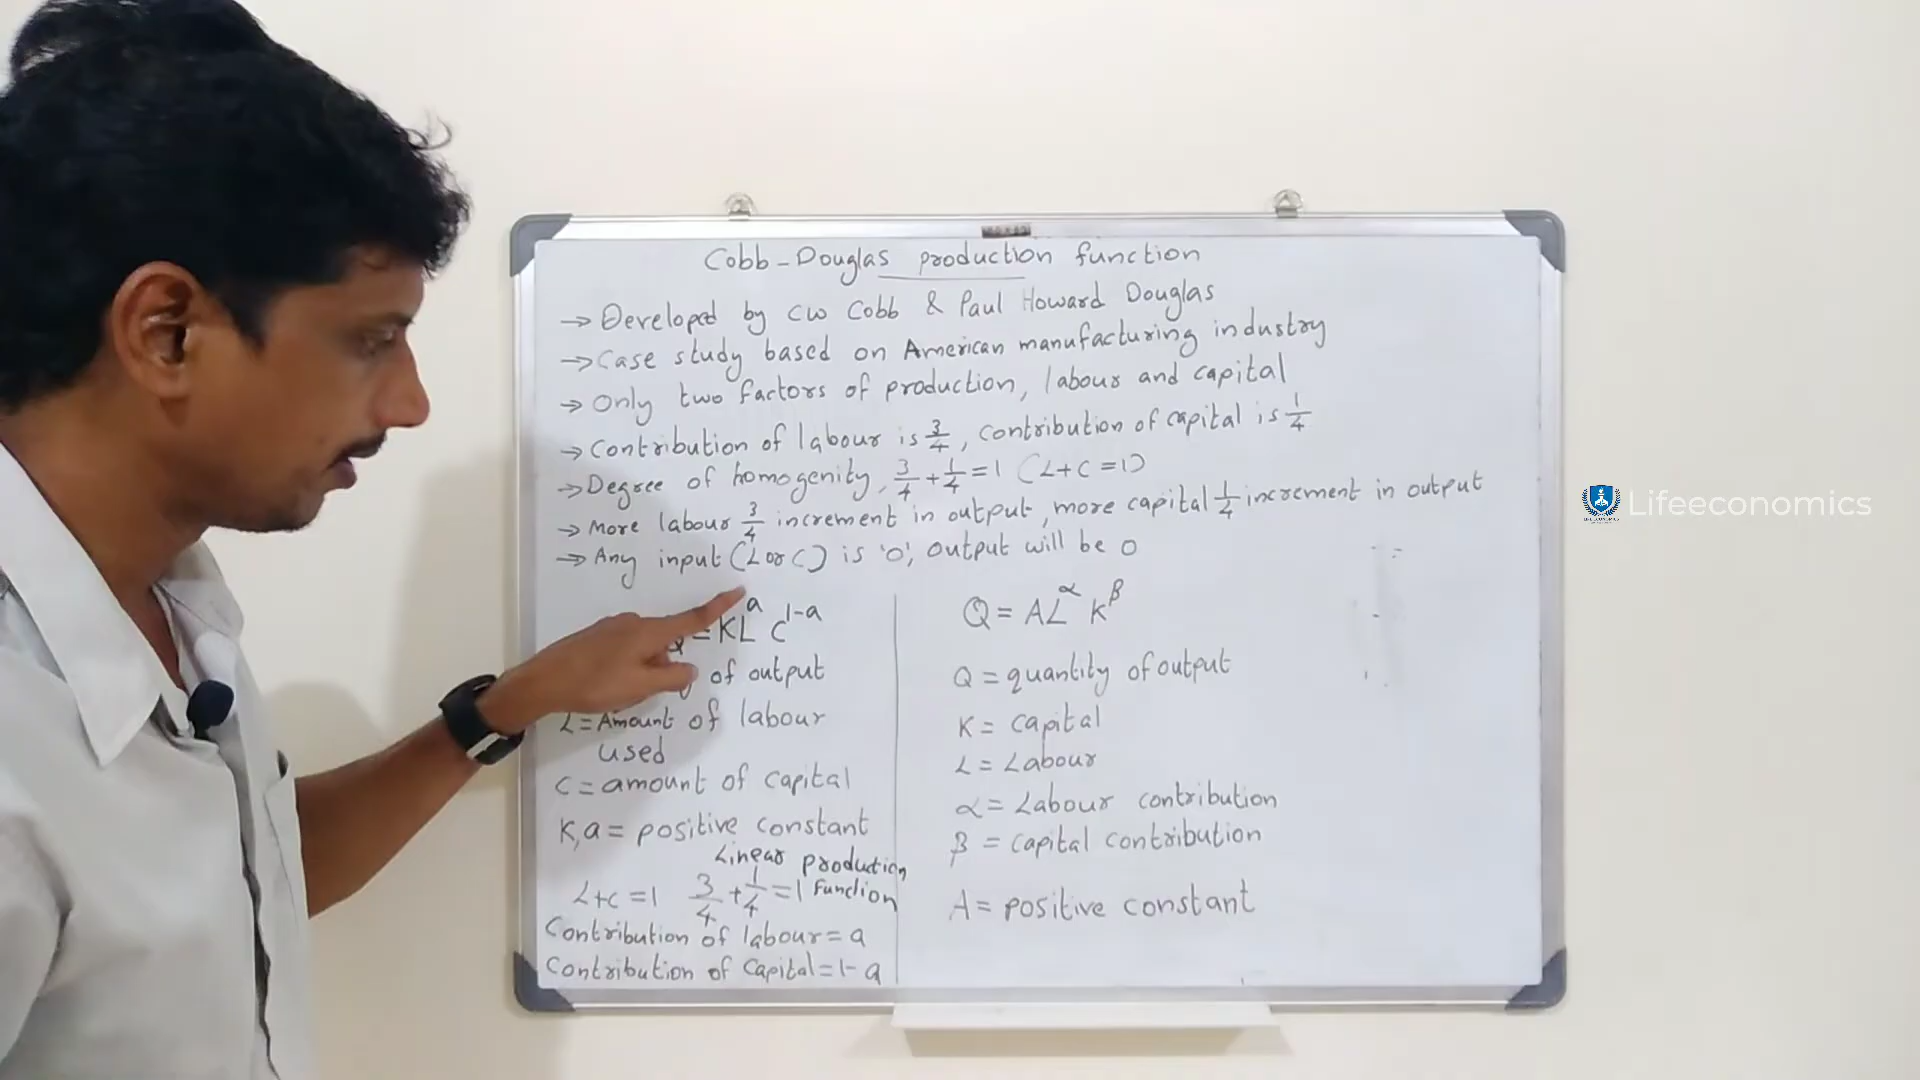 Cobb-Douglas production function
→ Developed by CW Cobb & Paul Howard Douglas
→ Case study based on American manufacturing industry
→ Only two factors of production, labour and capital
→ Contribution of labour is 3/4, contribution of capital is 1/4
→ Degree of homogenity, 3/4 + 1/4 = 1 (L+C=1)
→ More labour 3/4 increment in output, more capital 1/4 increment in output
→ Any input (L or C) is '0', output will be 0
Q = KL^a C^1-a
of output
L = Amount of labour
used
C = amount of capital
K, a = positive constant
Linear production
function
L+C = 1 3/4 + 1/4 = 1
Contribution of labour = a
Contribution of capital = 1-a
Q = AL^α K^β
Q = quantity of output
K = capital
L = Labour
α = Labour contribution
β = capital contribution
A = positive constant
Lifeeconomics